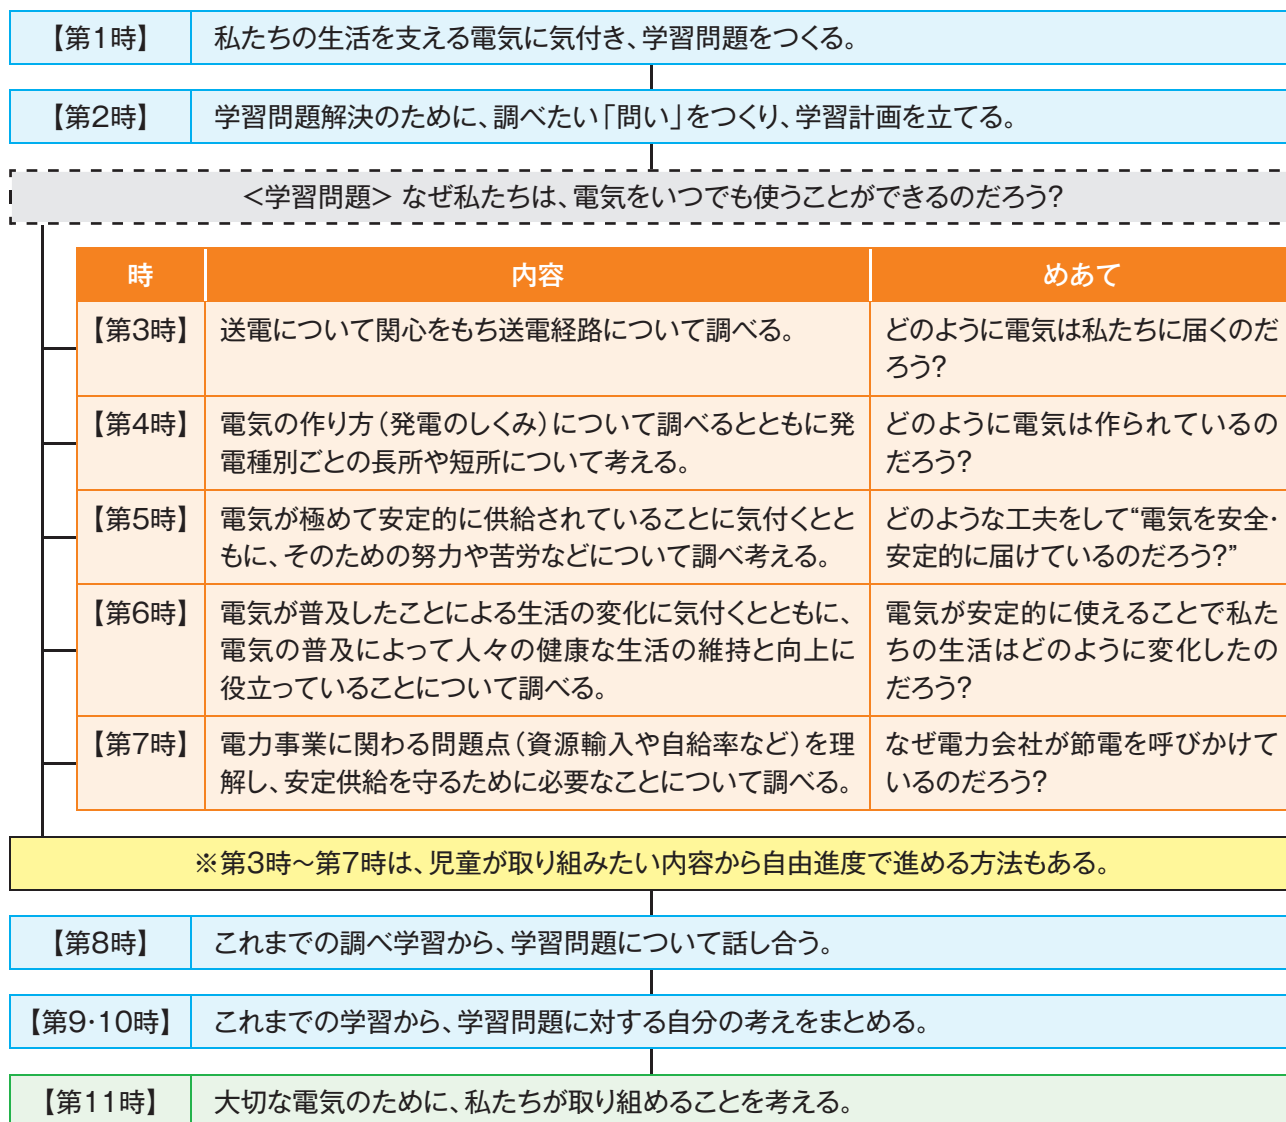 【第1時】 私たちの生活を支える電気に気付き、学習問題をつくる。
【第2時】 学習問題解決のために、調べたい「問い」をつくり、学習計画を立てる。
＜学習問題＞ なぜ私たちは、電気をいつでも使うことができるのだろう?
時 内容 めあて
【第3時】 送電について関心をもち送電経路について調べる。
どのように電気は私たちに届くのだ
ろう?
【第4時】 電気の作り方(発電のしくみ)について調べるとともに発
電種別ごとの長所や短所について考える。
どのように電気は作られているの
だろう?
【第5時】 電気が極めて安定的に供給されていることに気付くとと
もに、そのための努力や苦労などについて調べ考える。
どのような工夫をして“電気を安全・
安定的に届けているのだろう?”
【第6時】 電気が普及したことによる生活の変化に気付くとともに、
電気の普及によって人々の健康な生活の維持と向上に
役立っていることについて調べる。
電気が安定的に使えることで私た
ちの生活はどのように変化したの
だろう?
【第7時】 電力事業に関わる問題点(資源輸入や自給率など)を理
解し、安定供給を守るために必要なことについて調べる。
なぜ電力会社が節電を呼びかけて
いるのだろう?
※第3時〜第7時は、児童が取り組みたい内容から自由進度で進める方法もある。
【第8時】 これまでの調べ学習から、学習問題について話し合う。
【第9・10時】 これまでの学習から、学習問題に対する自分の考えをまとめる。
【第11時】 大切な電気のために、私たちが取り組めることを考える。